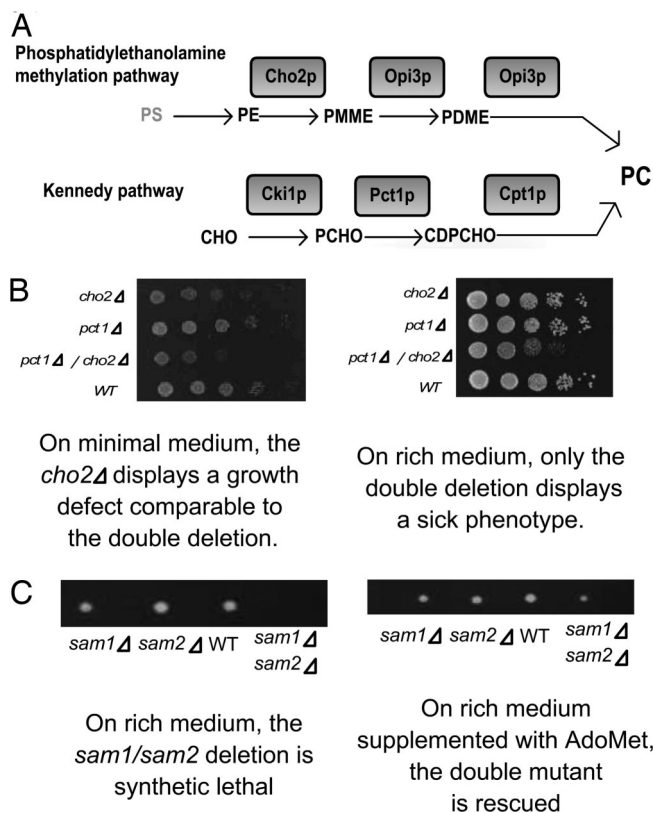 A
Phosphatidylethanolamine
methylation pathway
Cho2p
Opi3p
Opi3p
PS
PE
PMME
PDME
PC
Kennedy pathway
Cki1p
Pct1p
Cpt1p
CHO
PCHO
CDPCHO
B
cho2Δ
pct1Δ
pct1Δ / cho2Δ
WT
cho2Δ
pct1Δ
pct1Δ / cho2Δ
WT
On minimal medium, the
cho2Δ displays a growth
defect comparable to
the double deletion.
On rich medium, only the
double deletion displays
a sick phenotype.
C
sam1Δ sam2Δ WT sam1Δ
sam2Δ
sam1Δ sam2Δ WT sam1Δ
sam2Δ
On rich medium, the
sam1/sam2 deletion is
synthetic lethal
On rich medium
supplemented with AdoMet,
the double mutant
is rescued